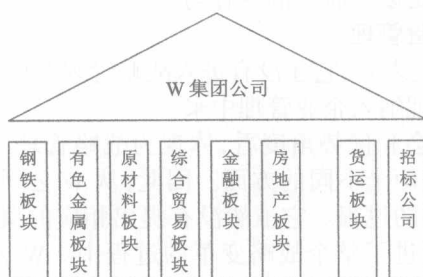 W集团公司
钢铁板块
有色金属板块
原材料板块
综合贸易板块
金融板块
房地产板块
货运板块
招标公司